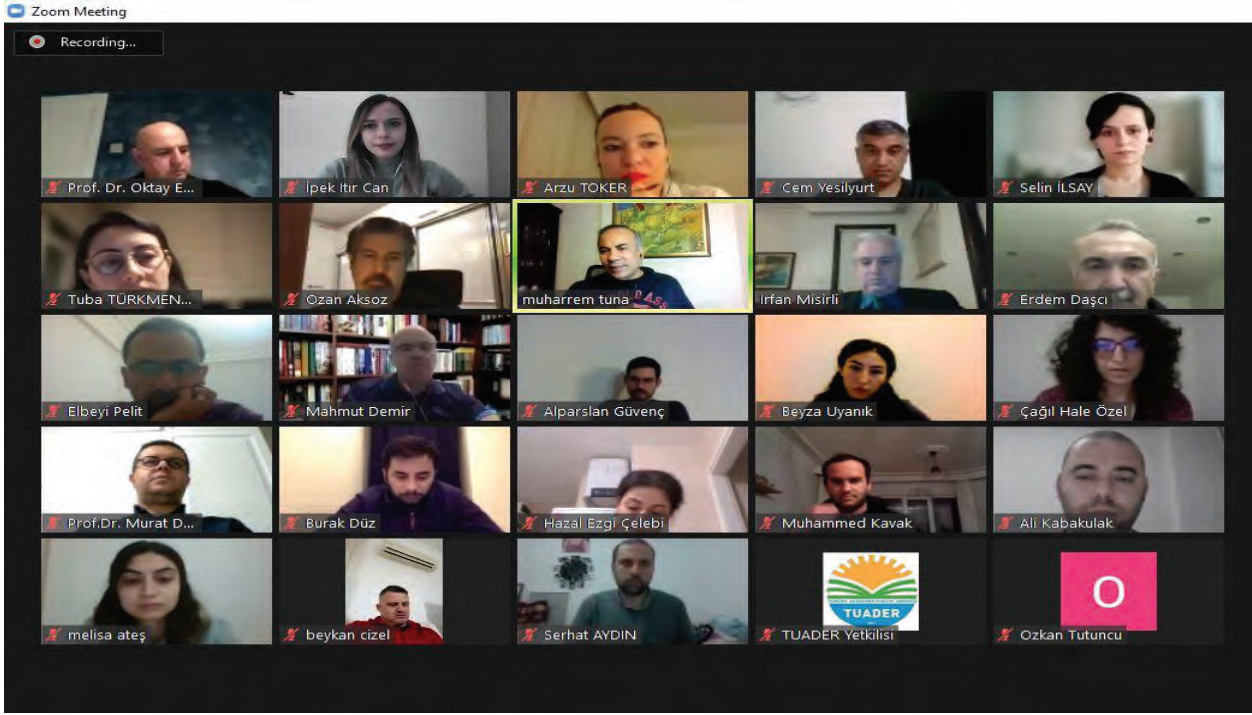 Zoom Meeting
Recording...
Prof. Dr. Oktay E...
İpek Itır Can
Arzu TOKER
Cem Yesilyurt
Selin İLSAY
Tuba TÜRKMEN...
Ozan Aksoz
muharrem tuna
Irfan Misirli
Erdem Daşcı
Elbeyi Pelit
Mahmut Demir
Alparslan Güvenç
Beyza Uyanık
Çağıl Hale Özel
Prof.Dr. Murat D...
Burak Düz
Hazal Ezgi Çelebi
Muhammed Kavak
Ali Kabakulak
melisa ateş
beykan cizel
Serhat AYDIN
TUADER
TUADER Yetkilisi
O
Ozkan Tutuncu